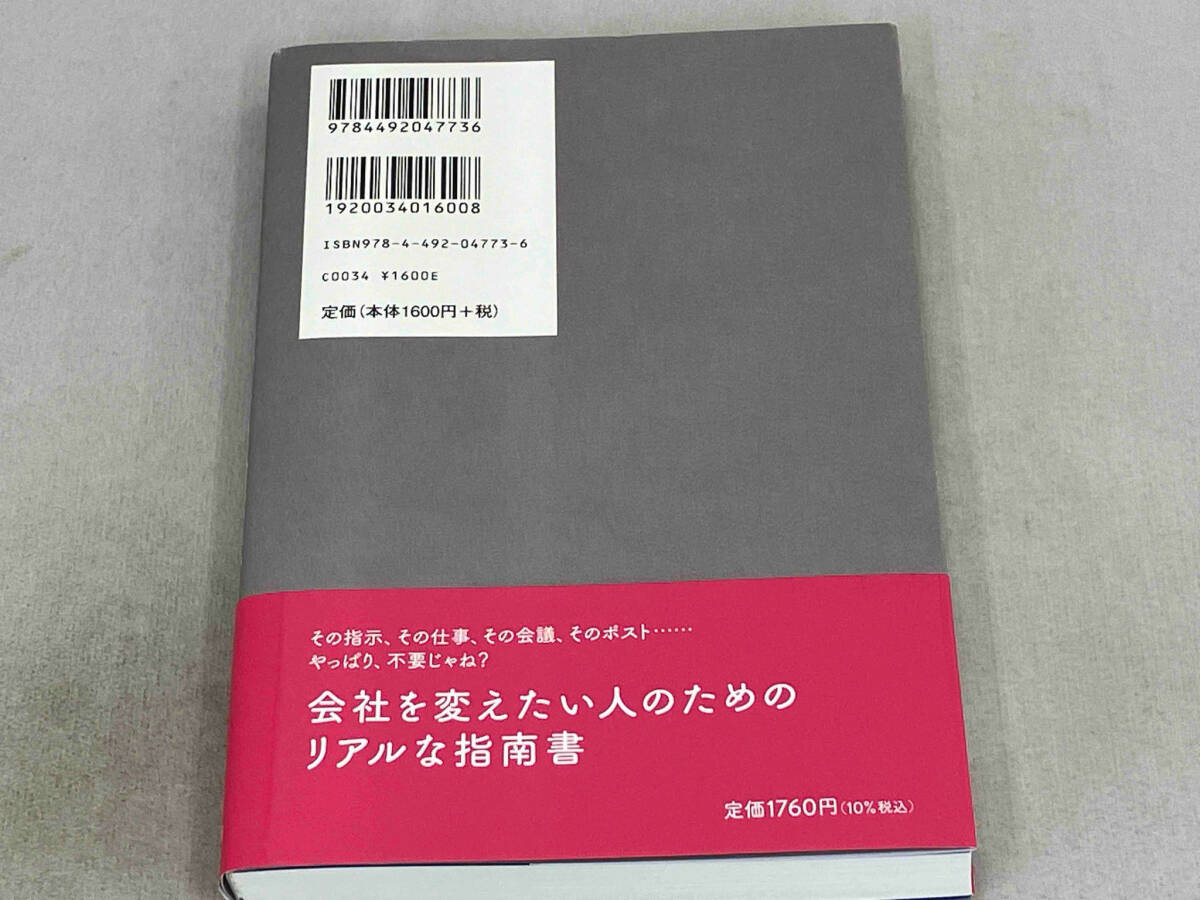 9784492047736
1920034016008
ISBN978-4-492-04773-6
C0034 ¥1600E
定価(本体1600円+税)
その指示、その仕事、その会議、そのポスト……
やっぱり、不要じゃね?
会社を変えたい人のための
リアルな指南書
定価1760円(10%税込)